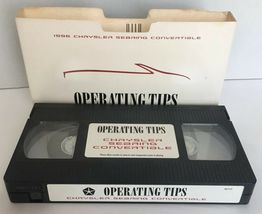 1996 CHRYSLER SEBRING CONVERTIBLE
OPERATING TIPS
OPERATING TIPS
CHRYSLER
SEBRING
CONVERTIBLE
OPERATING TIPS
CHRYSLER SEBRING CONVERTIBLE